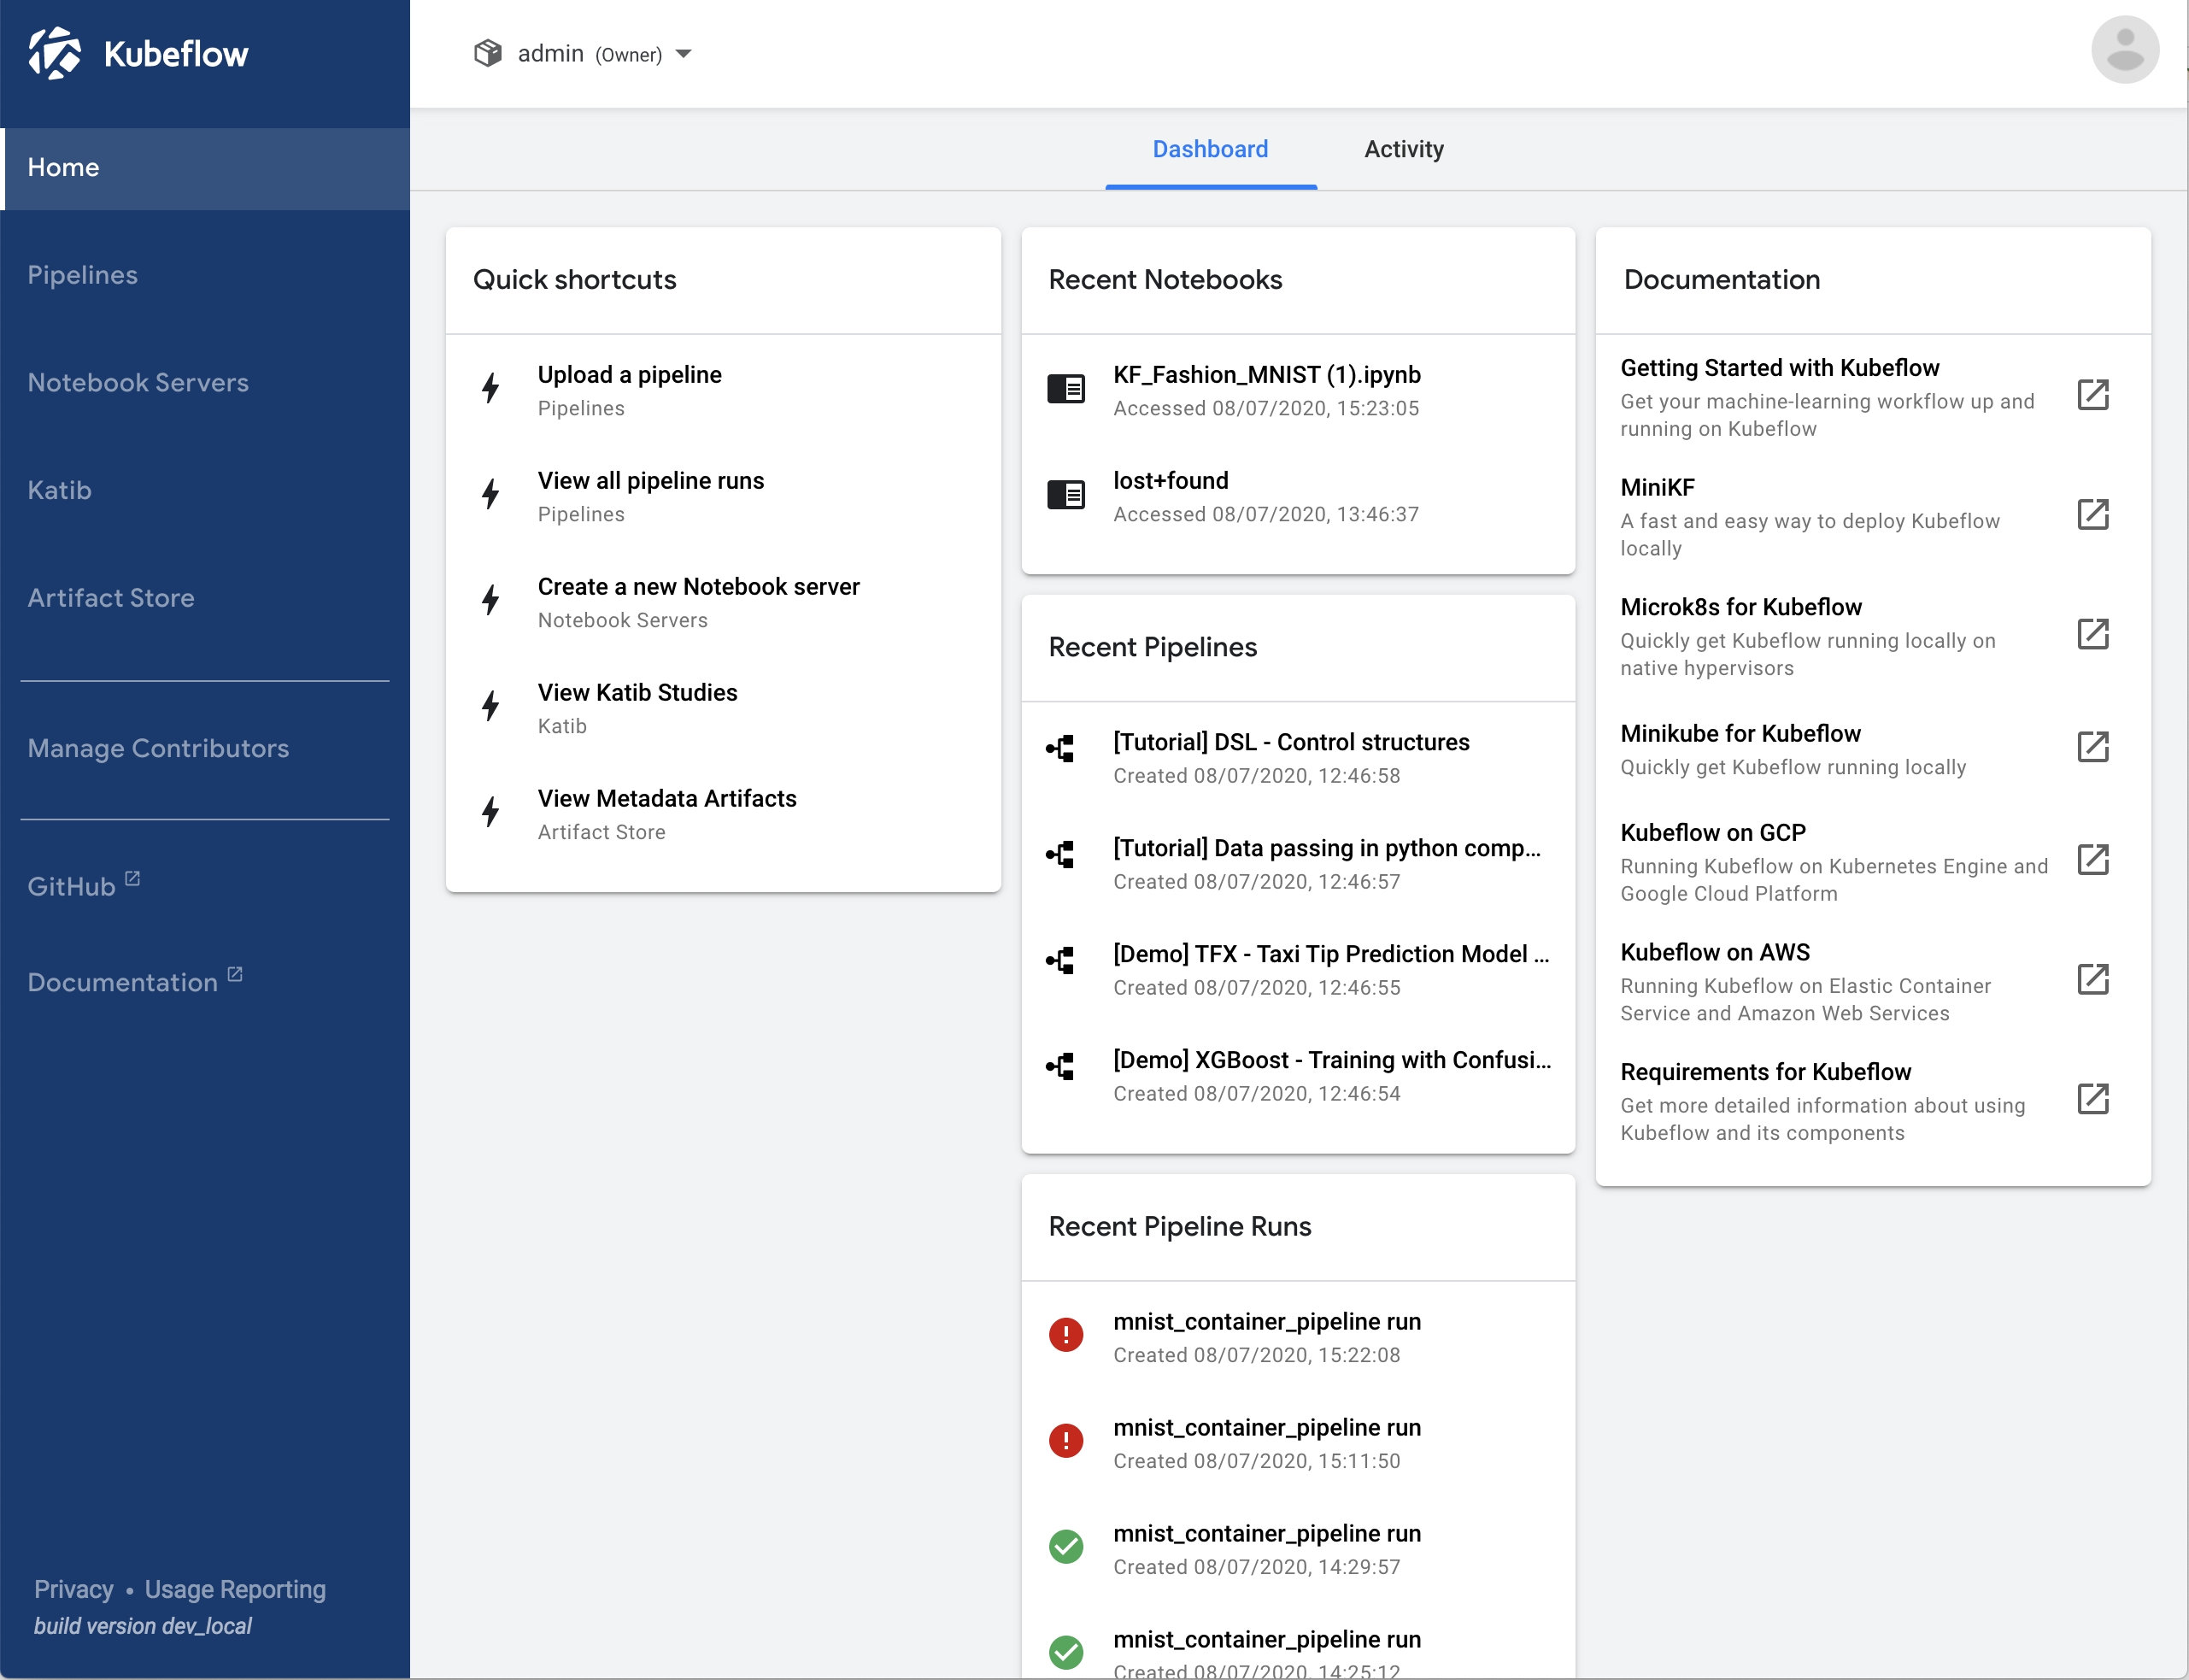 Kubeflow
Home
Pipelines
Notebook Servers
Katib
Artifact Store
Manage Contributors
GitHub
Documentation
Privacy • Usage Reporting
build version dev_local
admin (Owner)
Dashboard
Activity
Quick shortcuts
Upload a pipeline
Pipelines
View all pipeline runs
Pipelines
Create a new Notebook server
Notebook Servers
View Katib Studies
Katib
View Metadata Artifacts
Artifact Store
Recent Notebooks
KF_Fashion_MNIST (1).ipynb
Accessed 08/07/2020, 15:23:05
lost+found
Accessed 08/07/2020, 13:46:37
Recent Pipelines
[Tutorial] DSL - Control structures
Created 08/07/2020, 12:46:58
[Tutorial] Data passing in python comp...
Created 08/07/2020, 12:46:57
[Demo] TFX - Taxi Tip Prediction Model ...
Created 08/07/2020, 12:46:55
[Demo] XGBoost - Training with Confusi...
Created 08/07/2020, 12:46:54
Recent Pipeline Runs
mnist_container_pipeline run
Created 08/07/2020, 15:22:08
mnist_container_pipeline run
Created 08/07/2020, 15:11:50
mnist_container_pipeline run
Created 08/07/2020, 14:29:57
mnist_container_pipeline run
Created 08/07/2020, 14:25:12
Documentation
Getting Started with Kubeflow
Get your machine-learning workflow up and
running on Kubeflow
MiniKF
A fast and easy way to deploy Kubeflow
locally
Microk8s for Kubeflow
Quickly get Kubeflow running locally on
native hypervisors
Minikube for Kubeflow
Quickly get Kubeflow running locally
Kubeflow on GCP
Running Kubeflow on Kubernetes Engine and
Google Cloud Platform
Kubeflow on AWS
Running Kubeflow on Elastic Container
Service and Amazon Web Services
Requirements for Kubeflow
Get more detailed information about using
Kubeflow and its components